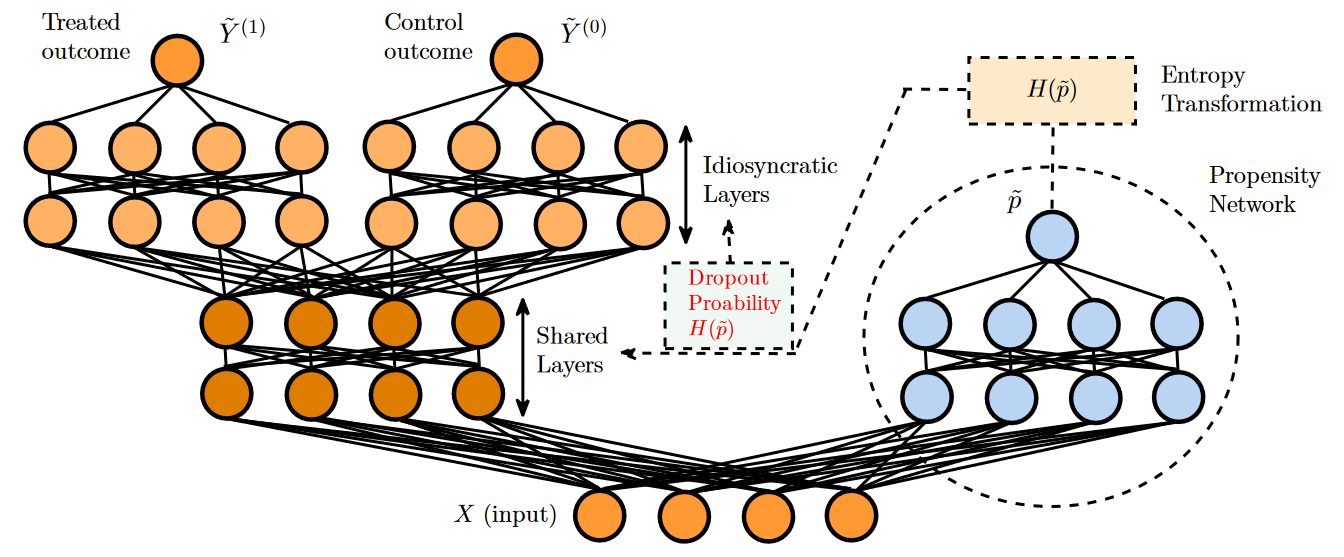 Treated
outcome
Ỹ⁽¹⁾
Control
outcome
Ỹ⁽⁰⁾
H(p̃)
Entropy
Transformation
Idiosyncratic
Layers
Propensity
Network
p̃
Dropout
Proability
H(p̃)
Shared
Layers
X (input)